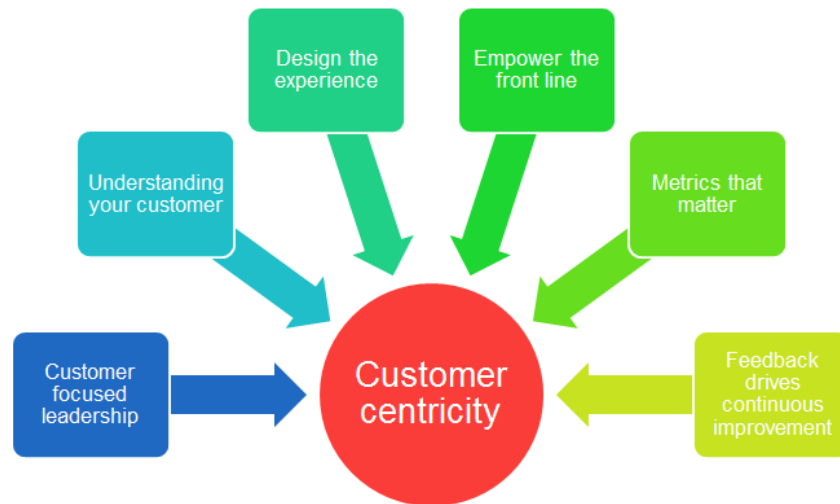 Design the
experience
Empower the
front line
Understanding
your customer
Metrics that
matter
Customer
focused
leadership
Customer
centricity
Feedback
drives
continuous
improvement